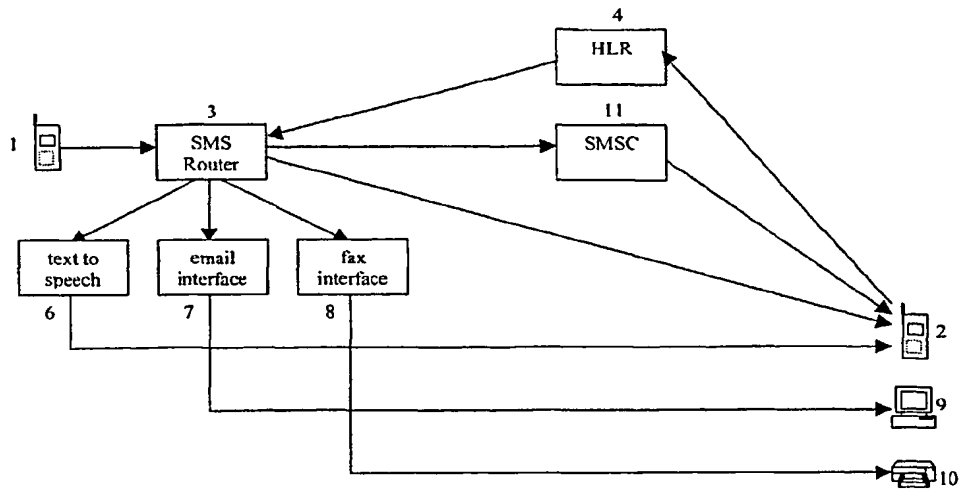 4
HLR
3
11
1
SMS
Router
SMSC
text to
speech
email
interface
fax
interface
6
7
8
2
9
10